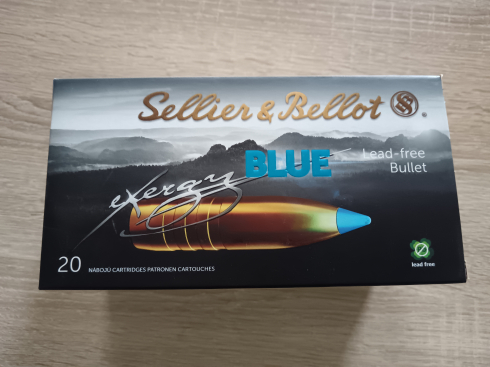 Sellier & Bellot ®
exergy BLUE
Lead-free
Bullet
20 NÁBOJŮ CARTRIDGES PATRONEN CARTOUCHES
lead free